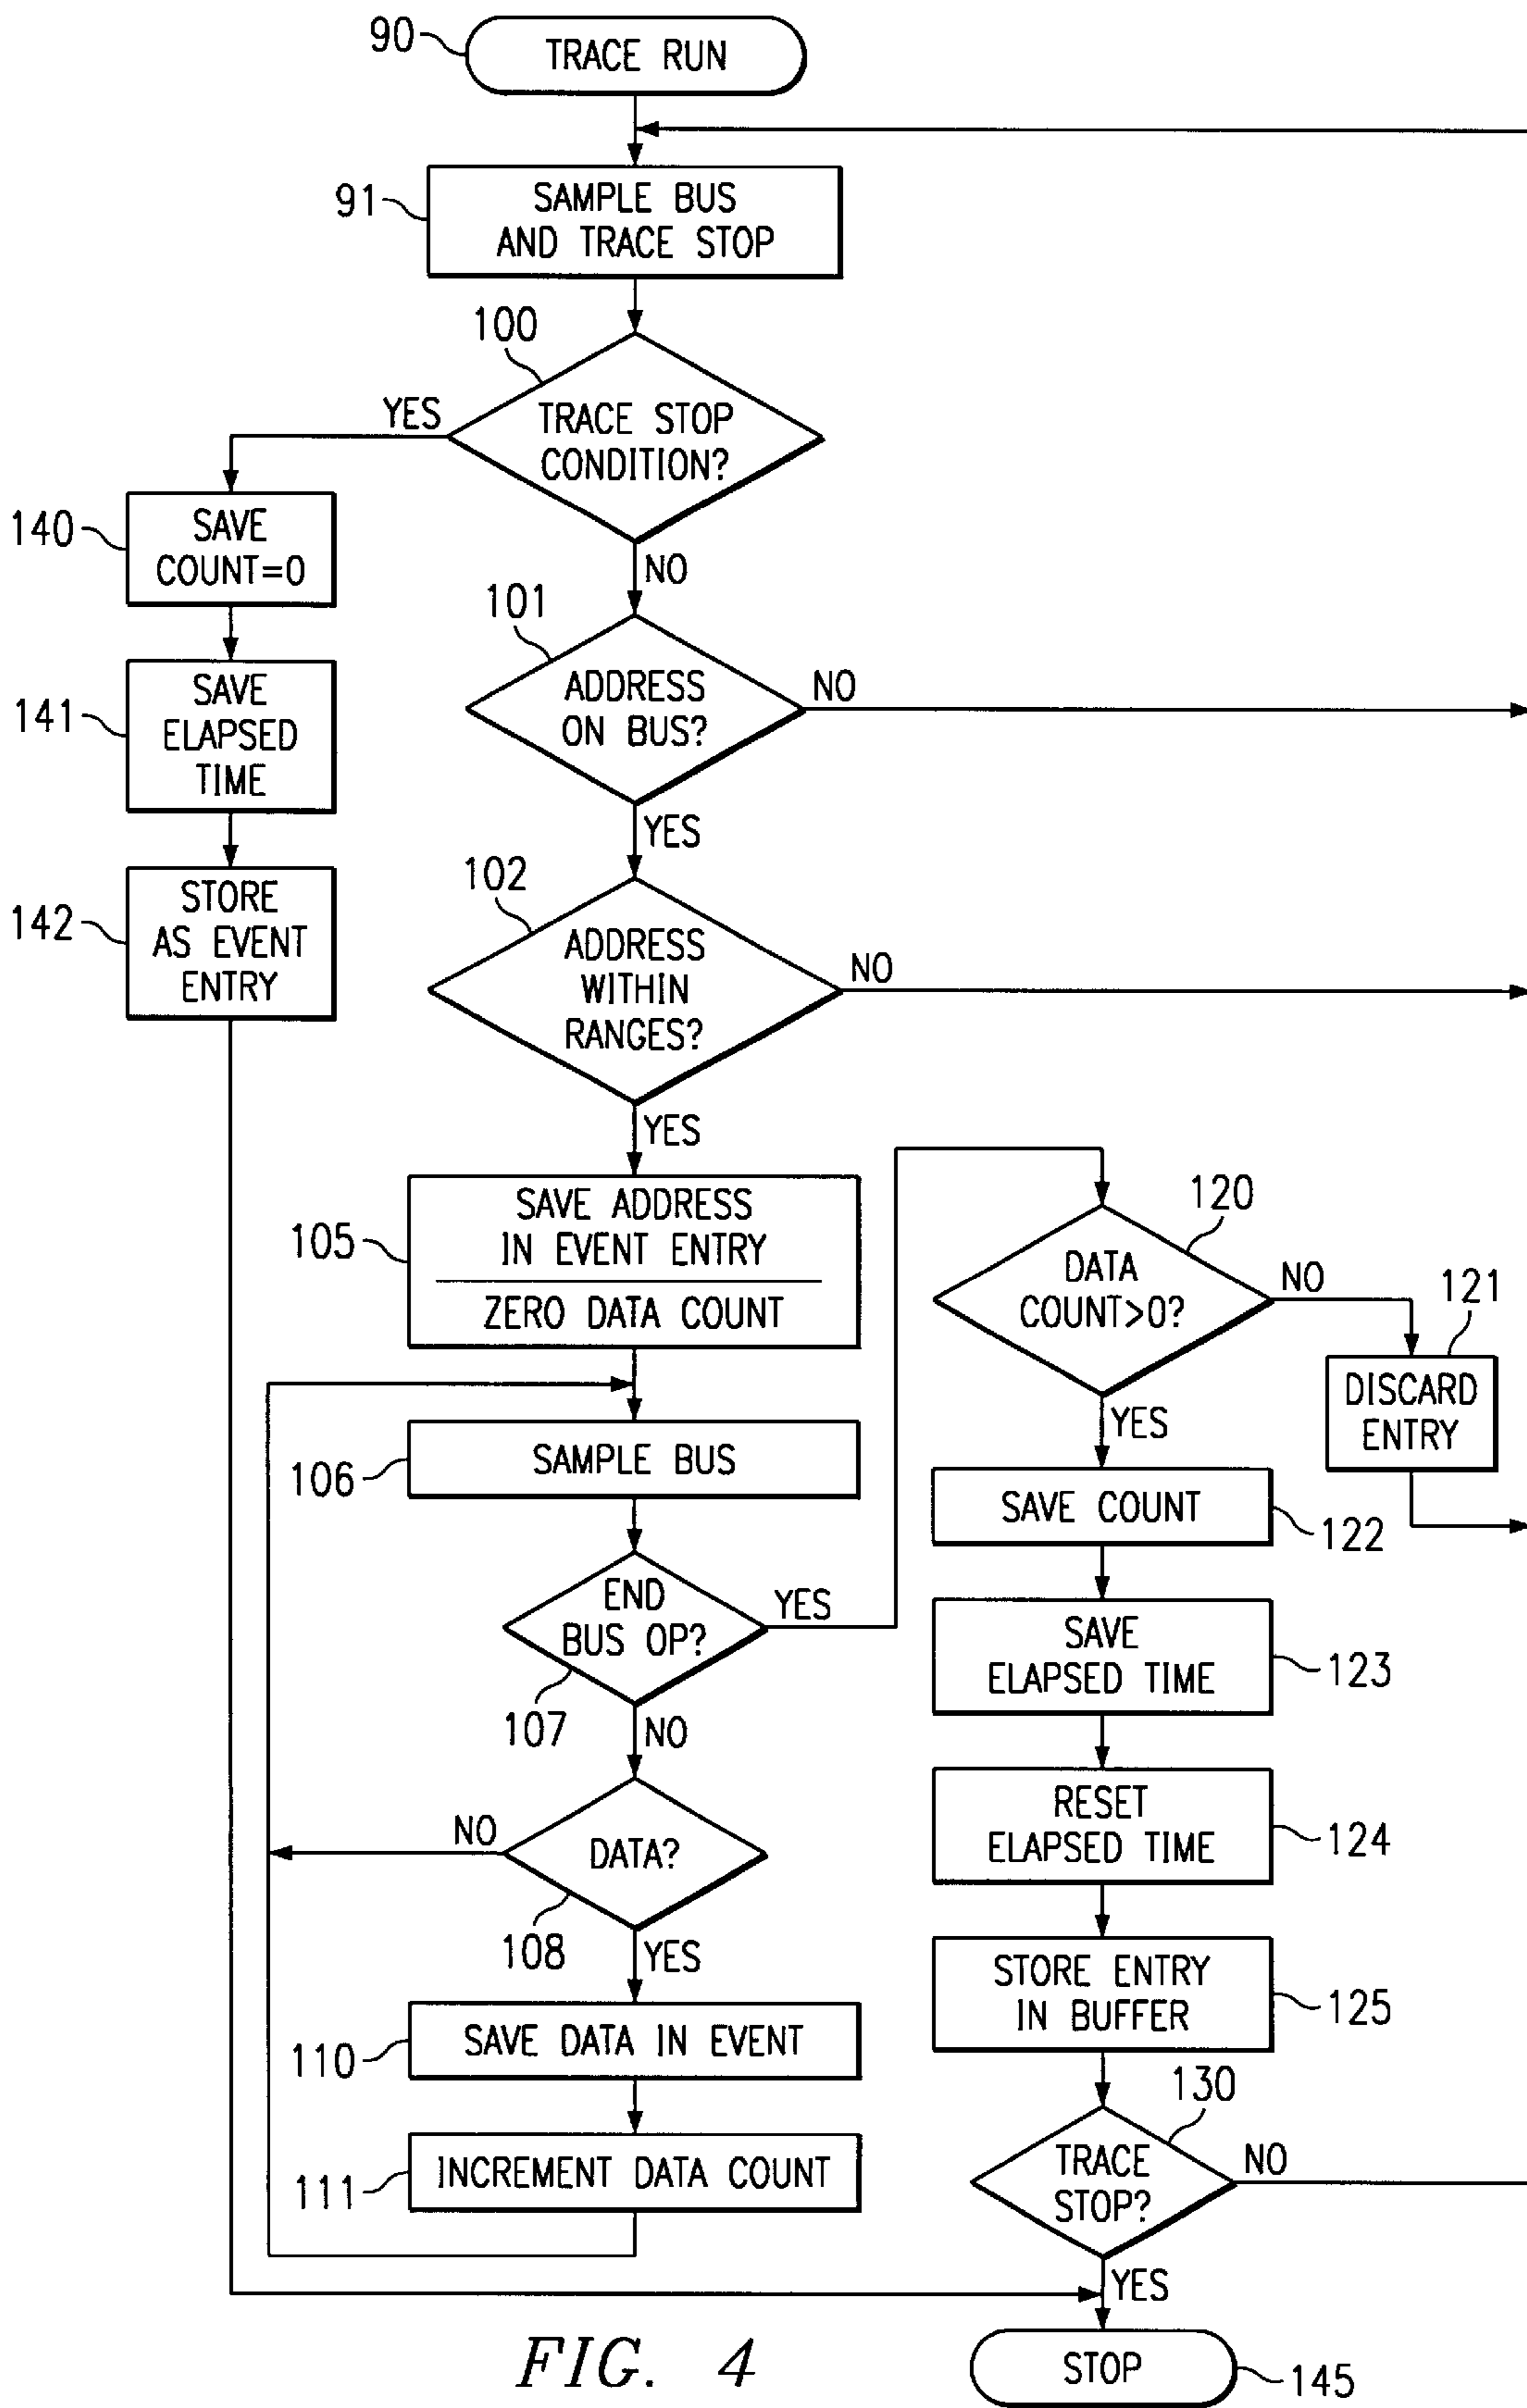 90
TRACE RUN
91
SAMPLE BUS
AND TRACE STOP
100
YES
TRACE STOP
CONDITION?
140
SAVE
COUNT=0
NO
101
141
SAVE
ELAPSED
TIME
ADDRESS
ON BUS?
NO
YES
102
142
STORE
AS EVENT
ENTRY
ADDRESS
WITHIN
RANGES?
NO
YES
105
SAVE ADDRESS
IN EVENT ENTRY
ZERO DATA COUNT
106
SAMPLE BUS
END
BUS OP?
YES
107
NO
NO
DATA?
108
YES
110
SAVE DATA IN EVENT
111
INCREMENT DATA COUNT
120
DATA
COUNT>0?
NO
121
DISCARD
ENTRY
YES
SAVE COUNT
122
SAVE
ELAPSED TIME
123
RESET
ELAPSED TIME
124
STORE ENTRY
IN BUFFER
125
130
TRACE
STOP?
NO
YES
STOP
145
FIG. 4